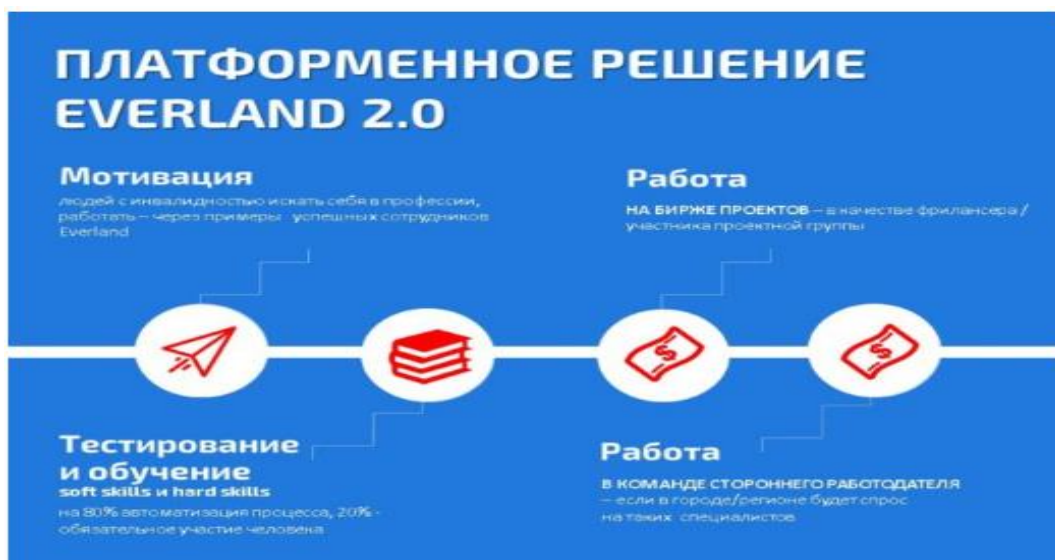 ПЛАТФОРМЕННОЕ РЕШЕНИЕ
EVERLAND 2.0
Мотивация
людей с инвалидностью искать себя в профессии,
работать – через примеры успешных сотрудников
Everland
Работа
НА БИРЖЕ ПРОЕКТОВ – в качестве фрилансера /
участника проектной группы
Тестирование
и обучение
soft skills и hard skills
на 80% автоматизация процесса, 20% -
обязательное участие человека
Работа
В КОМАНДЕ СТОРОННЕГО РАБОТОДАТЕЛЯ
– если в городе/регионе будет спрос
на таких специалистов